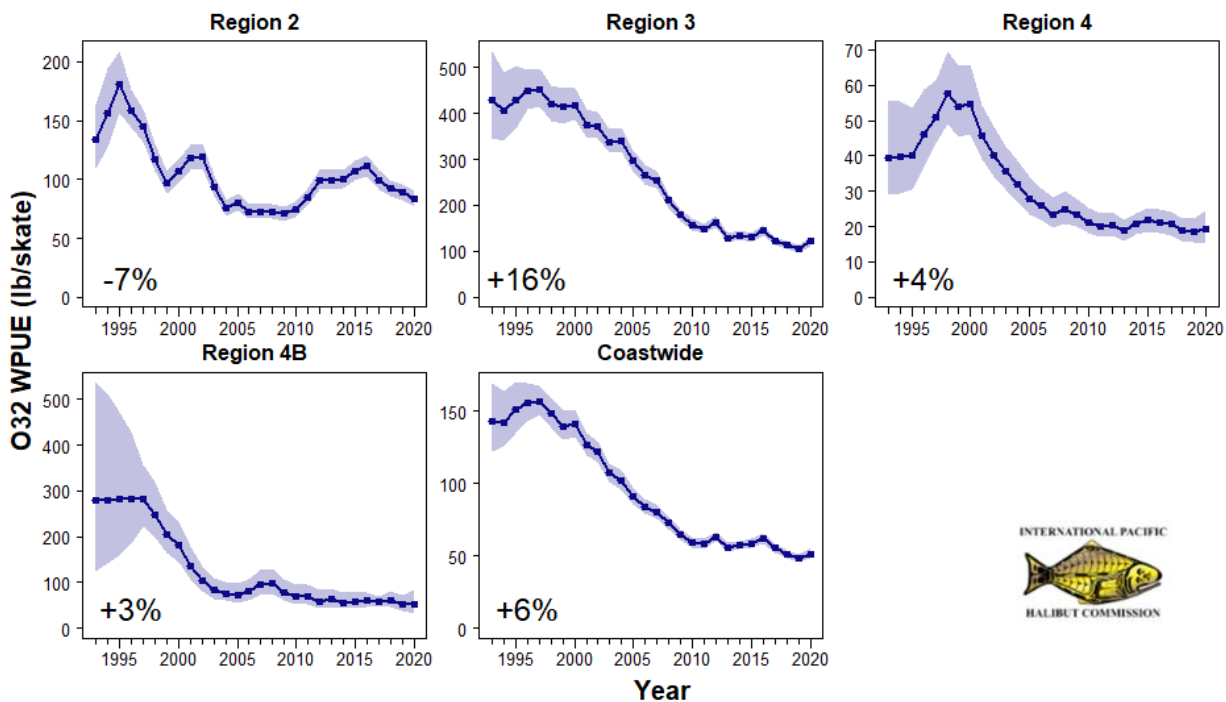 Region 2
Region 3
Region 4
O32 WPUE (lb/skate)
200
150
100
50
0
-7%
1995 2000 2005 2010 2015 2020
500
400
300
200
100
0
+16%
1995 2000 2005 2010 2015 2020
70
60
50
40
30
20
10
0
+4%
1995 2000 2005 2010 2015 2020
Region 4B
Coastwide
500
400
300
200
100
0
+3%
1995 2000 2005 2010 2015 2020
150
100
50
0
+6%
1995 2000 2005 2010 2015 2020
INTERNATIONAL PACIFIC
HALIBUT COMMISSION
Year